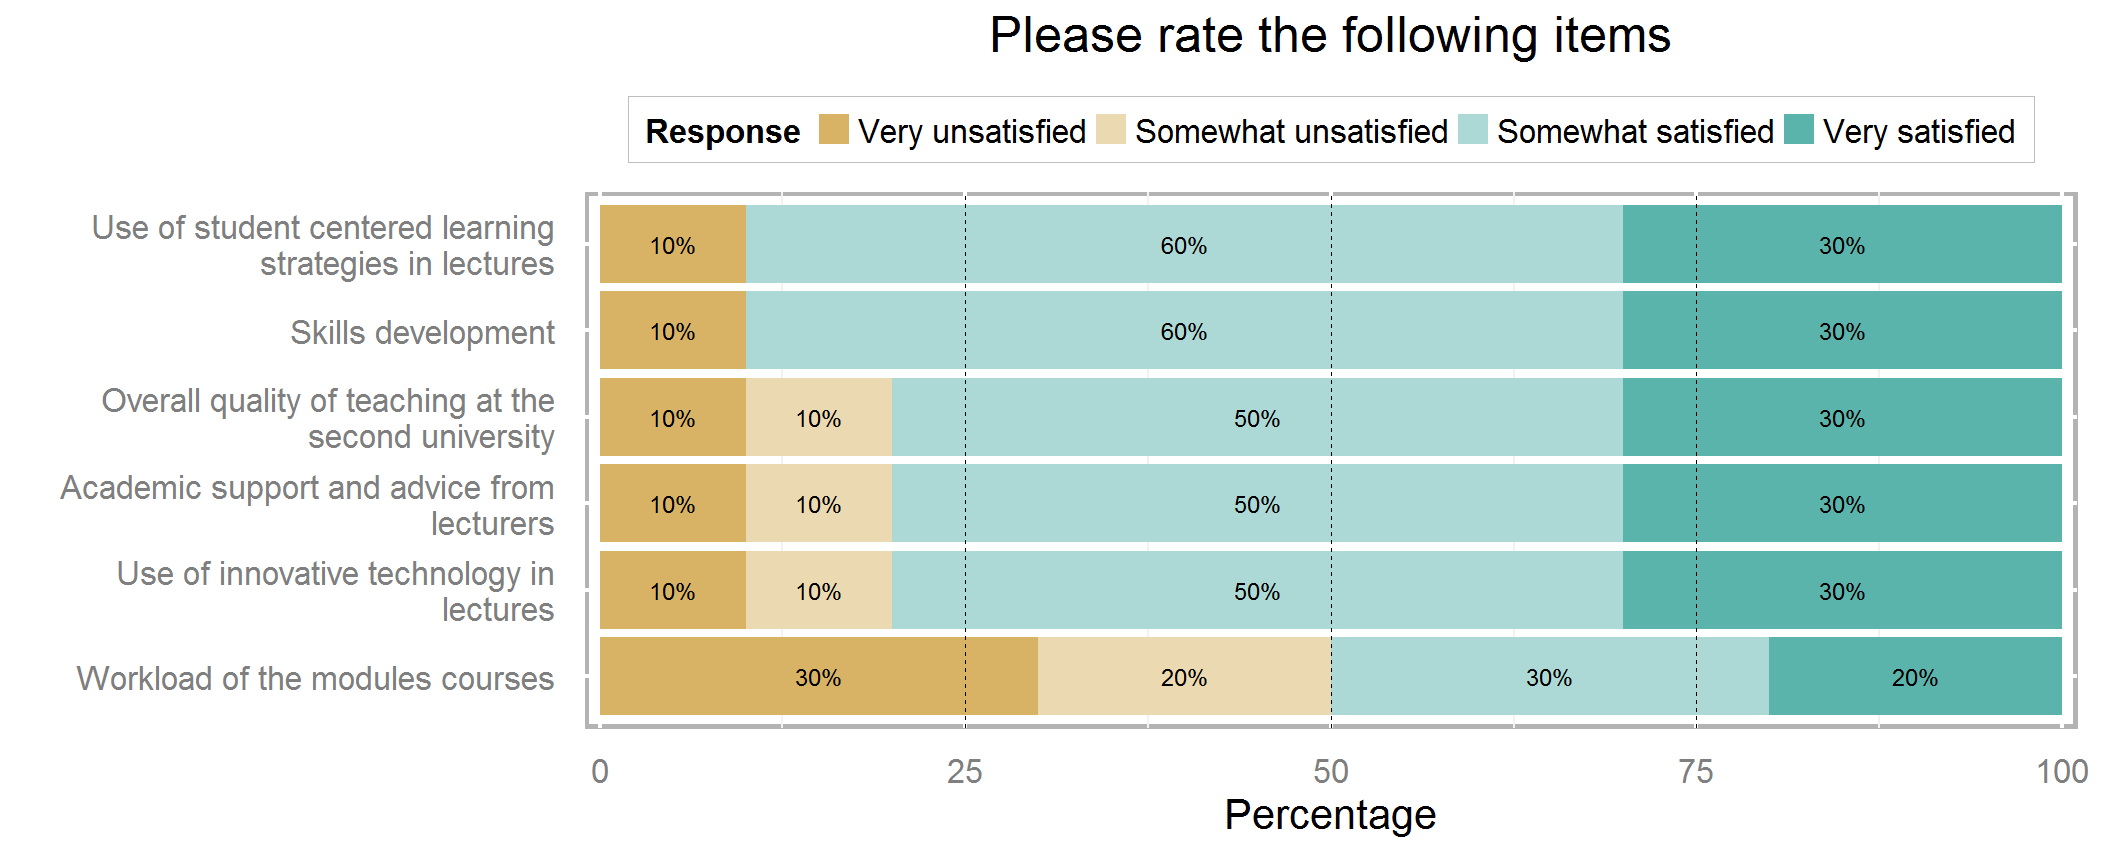 Please rate the following items
Response Very unsatisfied Somewhat unsatisfied Somewhat satisfied Very satisfied
Use of student centered learning
strategies in lectures
10% 60% 30%
Skills development
10% 60% 30%
Overall quality of teaching at the
second university
10% 10% 50% 30%
Academic support and advice from
lecturers
10% 10% 50% 30%
Use of innovative technology in
lectures
10% 10% 50% 30%
Workload of the modules courses
30% 20% 30% 20%
0 25 50 75 100
Percentage